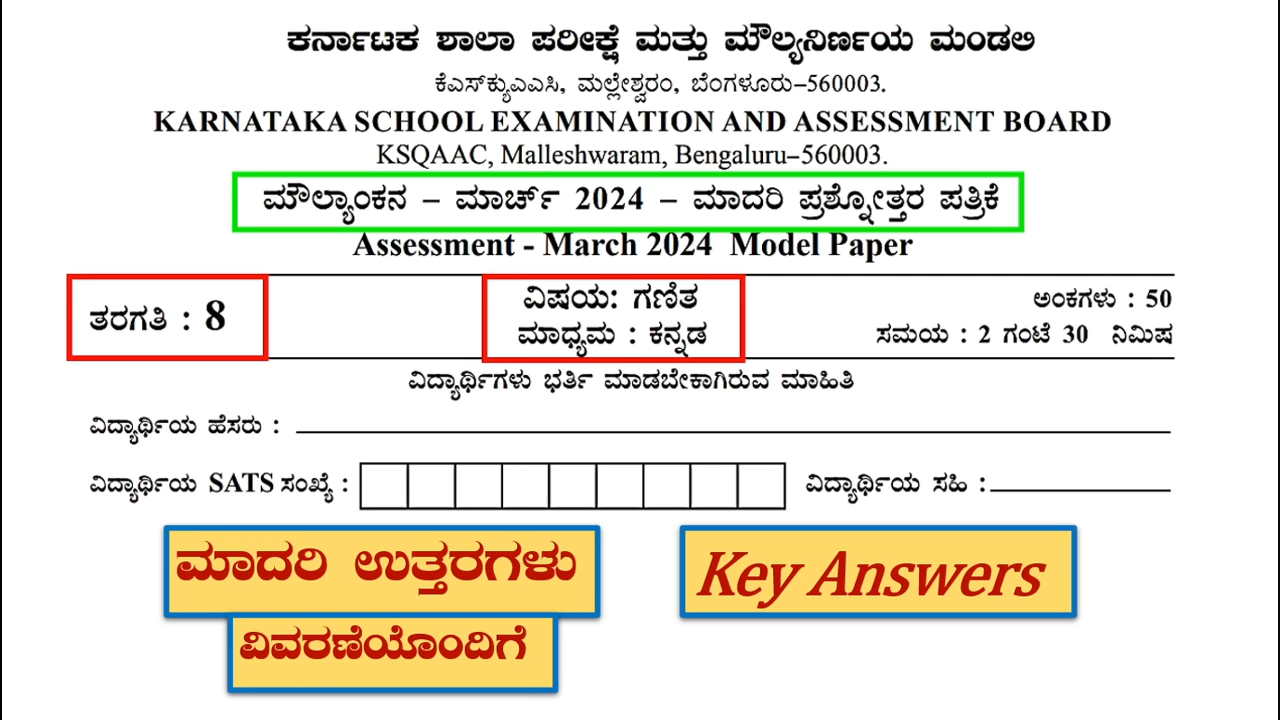 ಕರ್ನಾಟಕ ಶಾಲಾ ಪರೀಕ್ಷೆ ಮತ್ತು ಮೌಲ್ಯನಿರ್ಣಯ ಮಂಡಲಿ
ಕೆಎಸ್‌ಕ್ಯುಎಎಸಿ, ಮಲ್ಲೇಶ್ವರಂ, ಬೆಂಗಳೂರು–560003.
KARNATAKA SCHOOL EXAMINATION AND ASSESSMENT BOARD
KSQAAC, Malleshwaram, Bengaluru–560003.
ಮೌಲ್ಯಾಂಕನ – ಮಾರ್ಚ್ 2024 – ಮಾದರಿ ಪ್ರಶ್ನೋತ್ತರ ಪತ್ರಿಕೆ
Assessment - March 2024 Model Paper
ತರಗತಿ : 8
ವಿಷಯ: ಗಣಿತ
ಮಾಧ್ಯಮ : ಕನ್ನಡ
ಅಂಕಗಳು : 50
ಸಮಯ : 2 ಗಂಟೆ 30 ನಿಮಿಷ
ವಿದ್ಯಾರ್ಥಿಗಳು ಭರ್ತಿ ಮಾಡಬೇಕಾಗಿರುವ ಮಾಹಿತಿ
ವಿದ್ಯಾರ್ಥಿಯ ಹೆಸರು :
ವಿದ್ಯಾರ್ಥಿಯ SATS ಸಂಖ್ಯೆ : ವಿದ್ಯಾರ್ಥಿಯ ಸಹಿ :
ಮಾದರಿ ಉತ್ತರಗಳು
Key Answers
ವಿವರಣೆಯೊಂದಿಗೆ